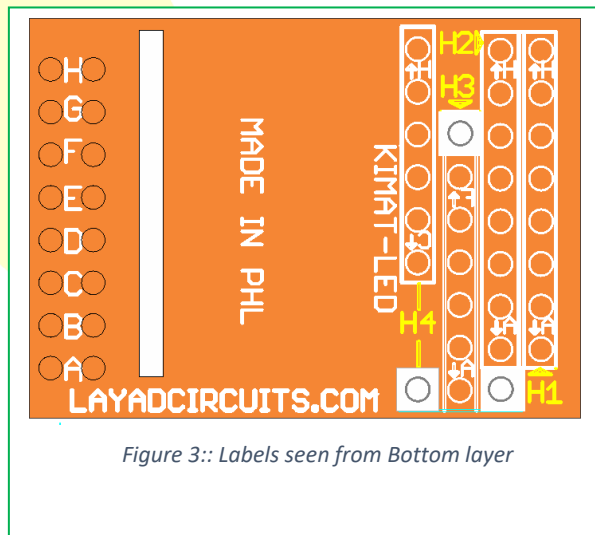 H2
H3
H
G
F
E
D
C
B
A
MADE IN PHL
KIMAT-LED
←H
←H
←H
←F
←C
←A
←A
←A
H4
H1
LAYADCIRCUITS.COM
Figure 3:: Labels seen from Bottom layer